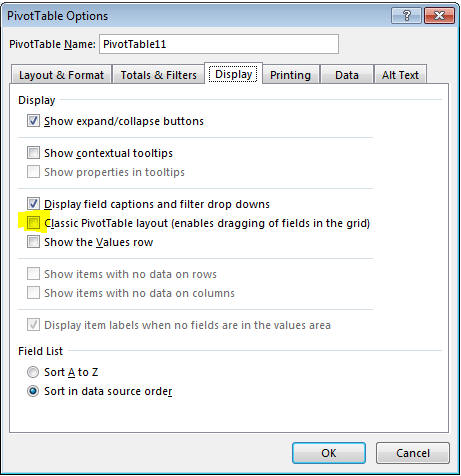 PivotTable Options
PivotTable Name: PivotTable11
Layout & Format Totals & Filters Display Printing Data Alt Text
Display
Show expand/collapse buttons
Show contextual tooltips
Show properties in tooltips
Display field captions and filter drop downs
Classic PivotTable layout (enables dragging of fields in the grid)
Show the Values row
Show items with no data on rows
Show items with no data on columns
Display item labels when no fields are in the values area
Field List
Sort A to Z
Sort in data source order
OK Cancel